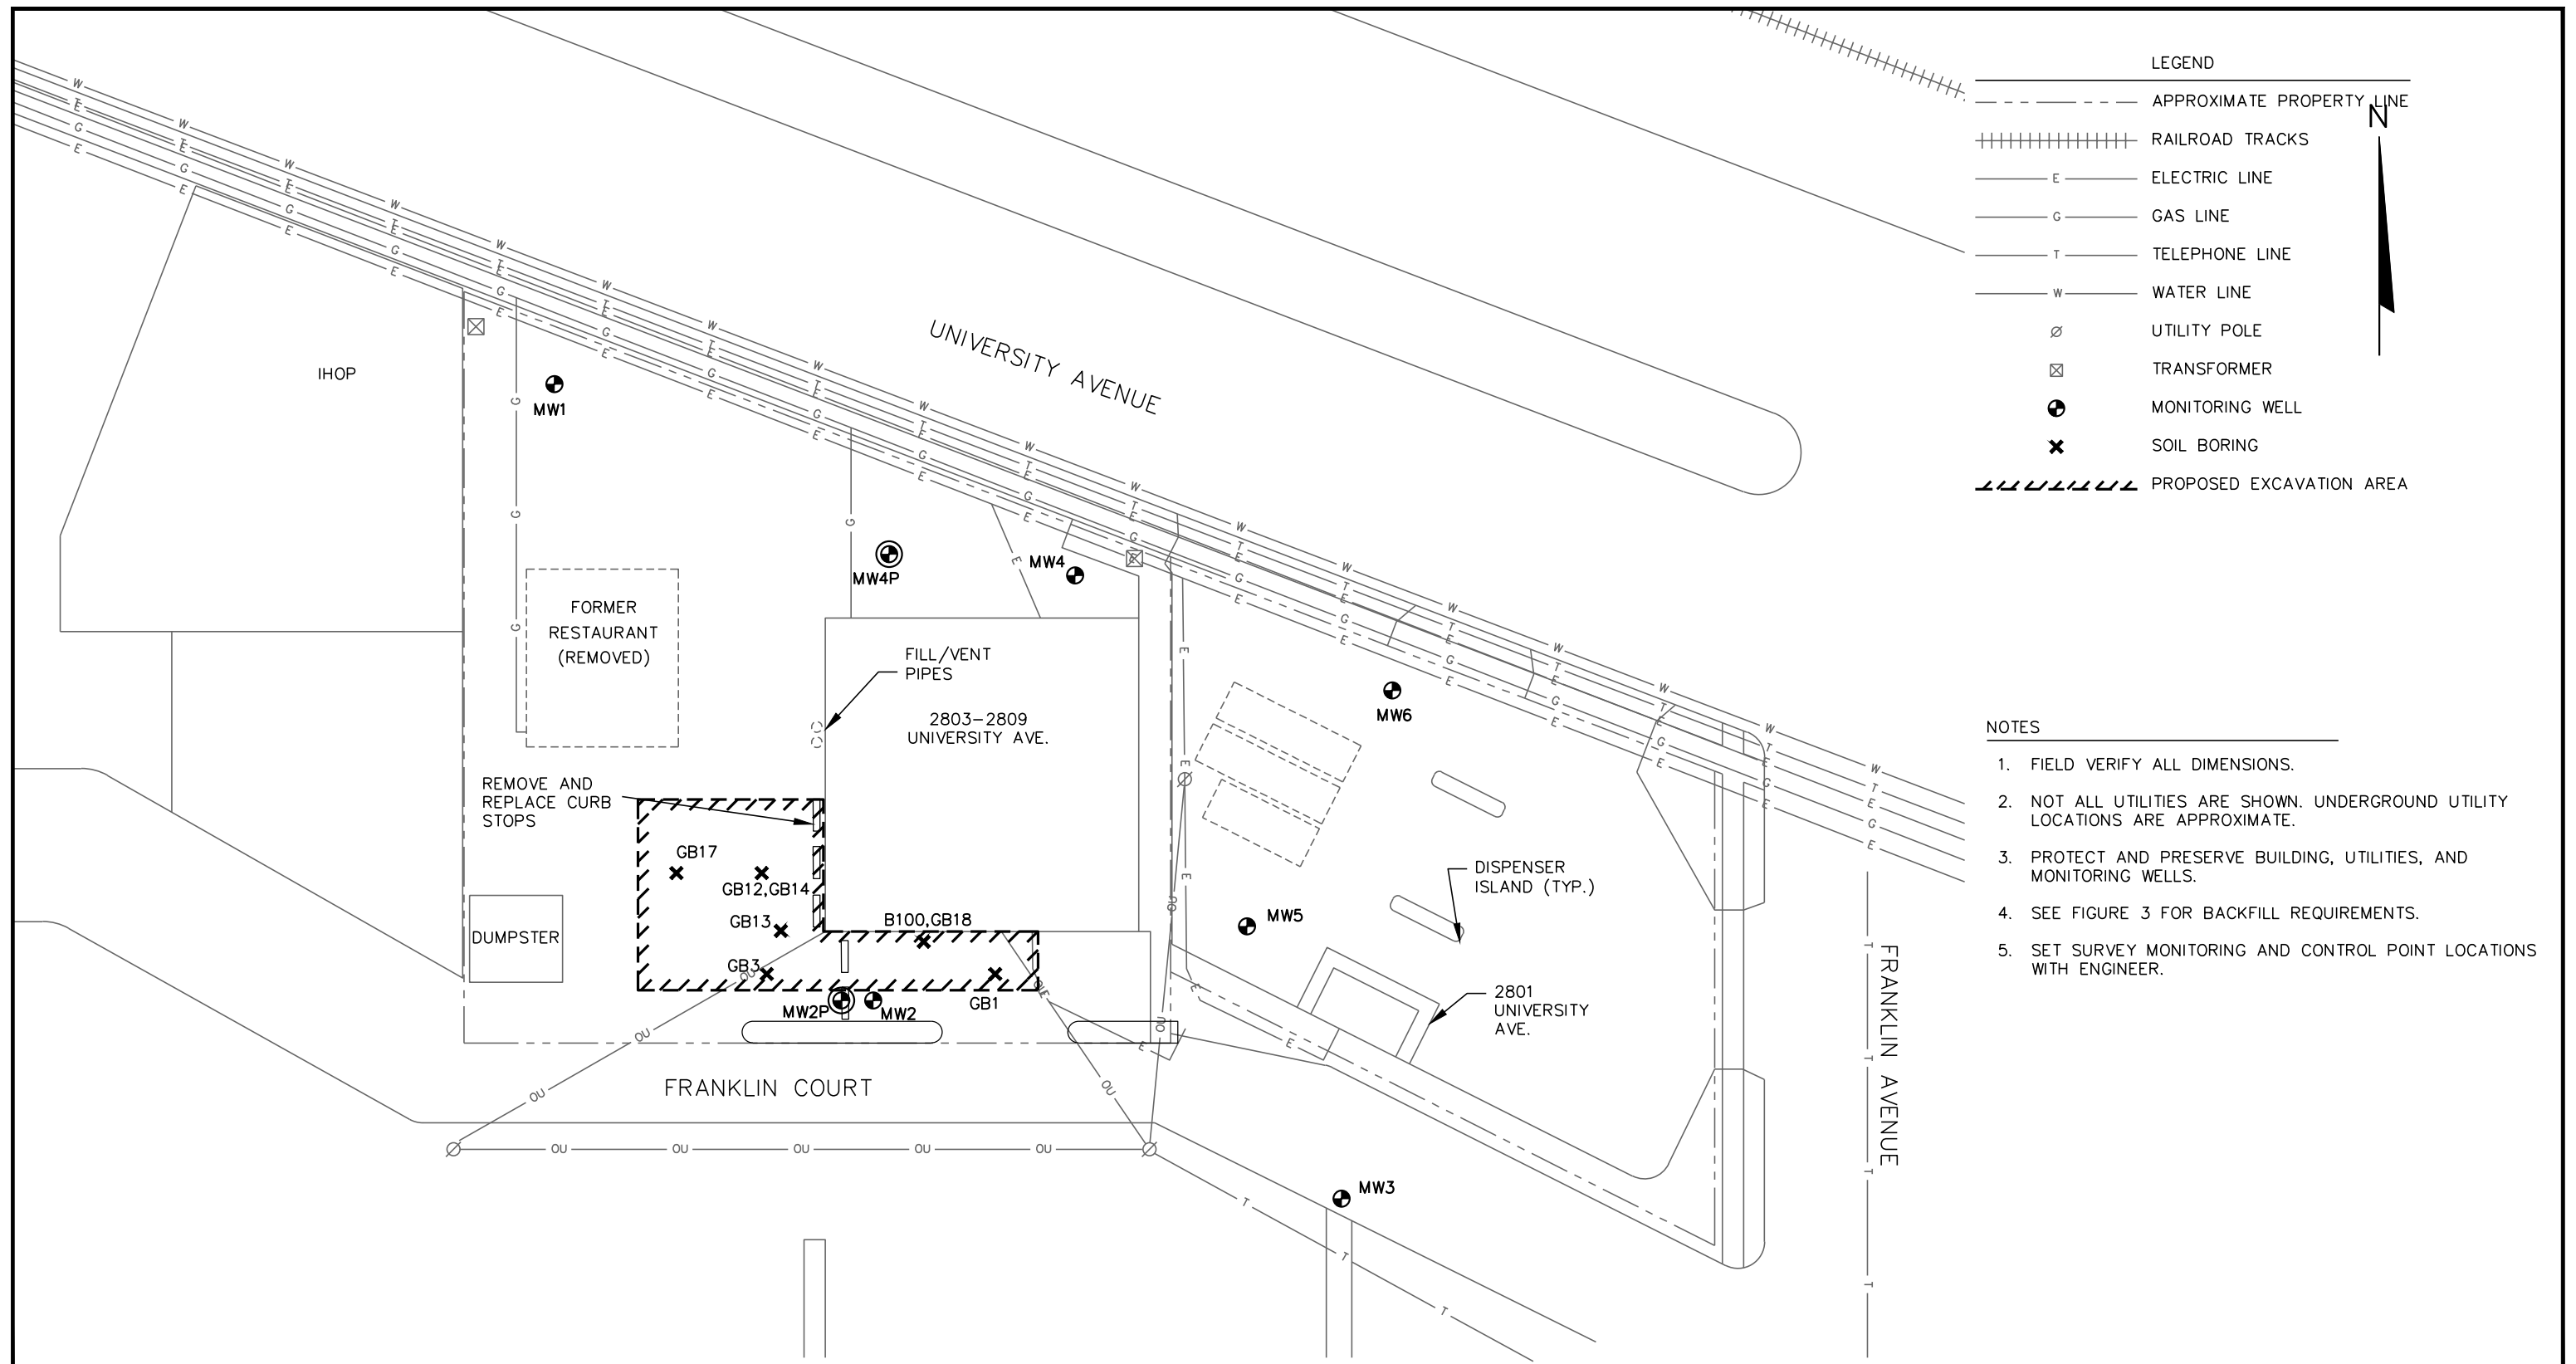 LEGEND
APPROXIMATE PROPERTY LINE
N
RAILROAD TRACKS
E ELECTRIC LINE
G GAS LINE
T TELEPHONE LINE
W WATER LINE
UTILITY POLE
TRANSFORMER
MONITORING WELL
SOIL BORING
PROPOSED EXCAVATION AREA
UNIVERSITY AVENUE
IHOP
MW1
MW4P
MW4
FORMER
RESTAURANT
(REMOVED)
FILL/VENT
PIPES
2803-2809
UNIVERSITY AVE.
MW6
REMOVE AND
REPLACE CURB
STOPS
GB17
GB12,GB14
GB13
B100,GB18
GB3
GB1
MW2P
MW2
DUMPSTER
MW5
DISPENSER
ISLAND (TYP.)
2801
UNIVERSITY
AVE.
FRANKLIN COURT
OU OU OU OU OU
MW3
FRANKLIN AVENUE
NOTES
1. FIELD VERIFY ALL DIMENSIONS.
2. NOT ALL UTILITIES ARE SHOWN. UNDERGROUND UTILITY
LOCATIONS ARE APPROXIMATE.
3. PROTECT AND PRESERVE BUILDING, UTILITIES, AND
MONITORING WELLS.
4. SEE FIGURE 3 FOR BACKFILL REQUIREMENTS.
5. SET SURVEY MONITORING AND CONTROL POINT LOCATIONS
WITH ENGINEER.